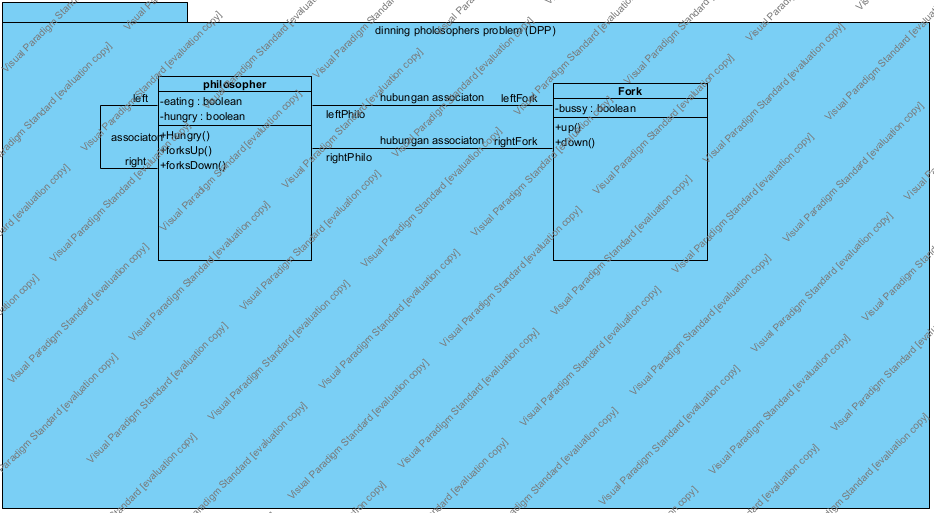 dinning pholosophers problem (DPP)
philosopher
-eating : boolean
-hungry : boolean
+Hungry()
+forksUp()
+forksDown()
left
associaton
right
hubungan associaton
leftFork
leftPhilo
hubungan associaton
rightFork
rightPhilo
Fork
-bussy : boolean
+up()
+down()
Visual Paradigm Standard [evaluation copy]